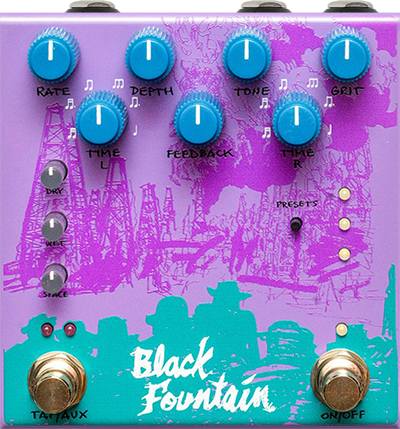 RATE
DEPTH
TONE
GRIT
TIME
L
FEEDBACK
TIME
R
DRY
WET
SPACE
PRESETS
Black
Fountain
TAP/AUX
ON/OFF